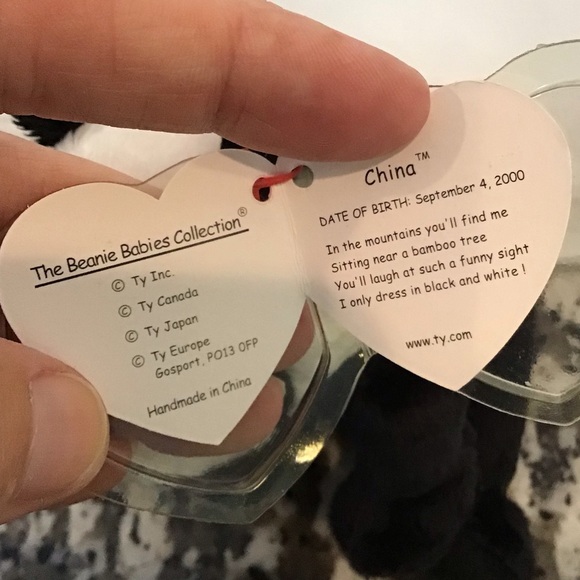 The Beanie Babies Collection®
© Ty Inc.
© Ty Canada
© Ty Japan
© Ty Europe
Gosport, PO13 0FP
Handmade in China
China™
DATE OF BIRTH: September 4, 2000
In the mountains you'll find me
Sitting near a bamboo tree
You'll laugh at such a funny sight
I only dress in black and white !
www.ty.com